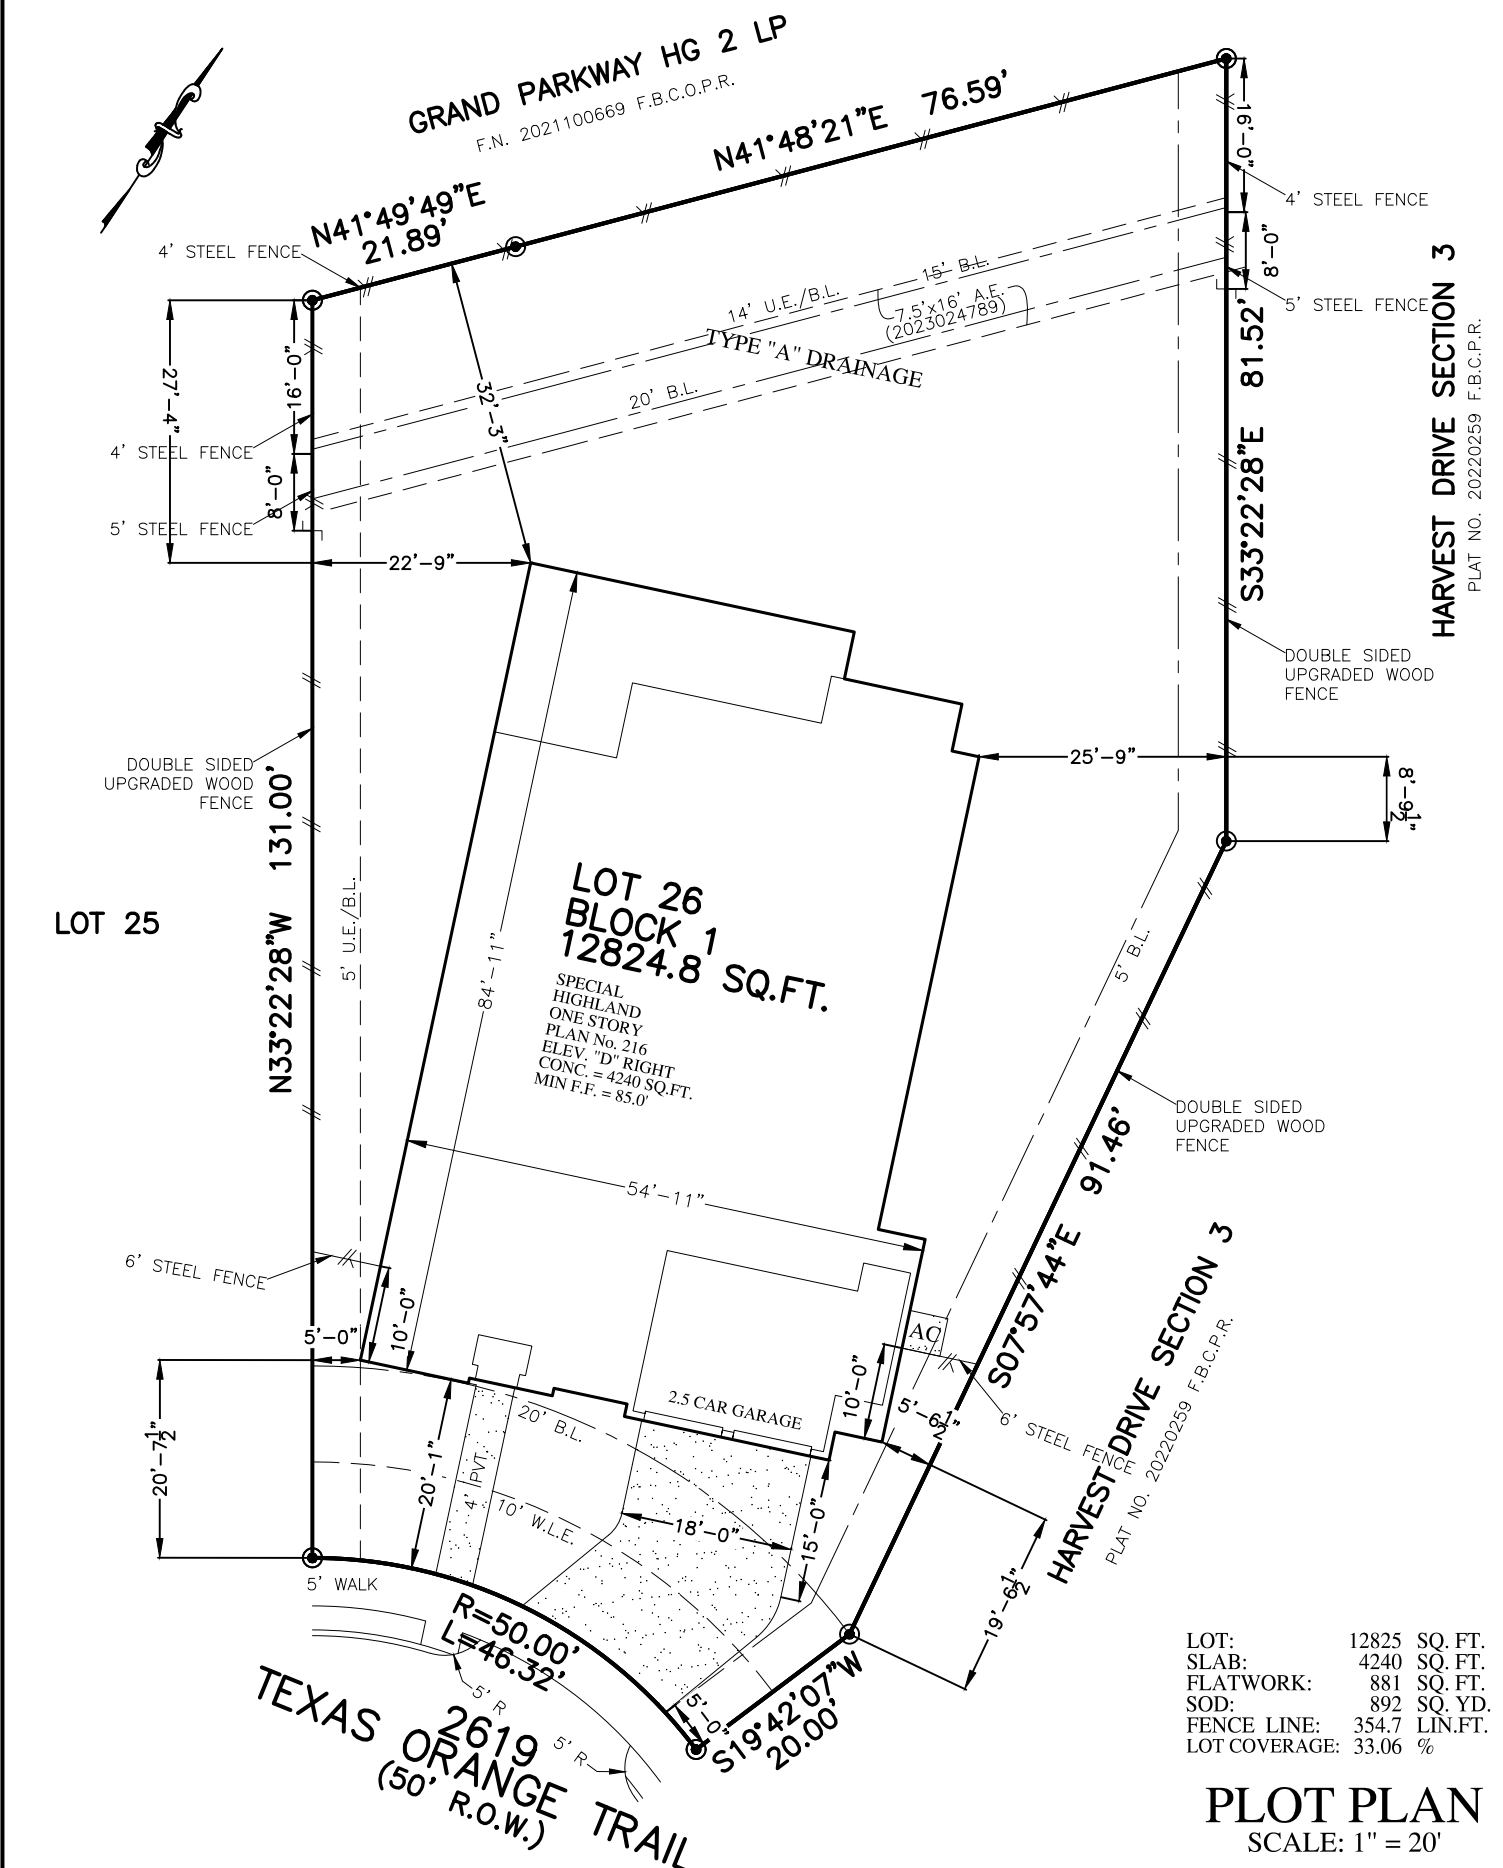 GRAND PARKWAY HG 2 LP
F.N. 2021100669 F.B.C.O.P.R.
N41°48'21"E 76.59'
N41°49'49"E
21.89'
4' STEEL FENCE
16'-0"
4' STEEL FENCE
8'-0"
5' STEEL FENCE
HARVEST DRIVE SECTION 3
PLAT NO. 20220259 F.B.C.P.R.
S33°22'28"E 81.52'
14' U.E./B.L.
15' B.L.
7.5'x16' A.E.
(2023024789)
TYPE "A" DRAINAGE
20' B.L.
27'-4"
16'-0"
32'-3"
4' STEEL FENCE
8'-0"
5' STEEL FENCE
22'-9"
DOUBLE SIDED
UPGRADED WOOD
FENCE
25'-9"
8'-9 1/2"
DOUBLE SIDED
UPGRADED WOOD
FENCE
N33°22'28"W 131.00'
LOT 25
5' U.E./B.L.
84'-11"
LOT 26
BLOCK 1
12824.8 SQ.FT.
SPECIAL
HIGHLAND
ONE STORY
PLAN No. 216
ELEV. "D" RIGHT
CONC. = 4240 SQ.FT.
MIN F.F. = 85.0'
5' B.L.
DOUBLE SIDED
UPGRADED WOOD
FENCE
S07°57'44"E 91.46'
54'-11"
6' STEEL FENCE
HARVEST DRIVE SECTION 3
PLAT NO. 20220259 F.B.C.P.R.
5'-0"
10'-0"
AC
10'-0"
5'-6 1/2"
6' STEEL FENCE
2.5 CAR GARAGE
20' B.L.
20'-7 1/2"
20'-1"
4' PVT.
10' W.L.E.
18'-0"
15'-0"
19'-6 1/2"
5' WALK
R=50.00'
L=46.32'
5' R
5' R
5'-0"
S19°42'07"W
20.00'
2619
TEXAS ORANGE TRAIL
(50' R.O.W.)
LOT: 12825 SQ. FT.
SLAB: 4240 SQ. FT.
FLATWORK: 881 SQ. FT.
SOD: 892 SQ. YD.
FENCE LINE: 354.7 LIN.FT.
LOT COVERAGE: 33.06 %
PLOT PLAN
SCALE: 1" = 20'